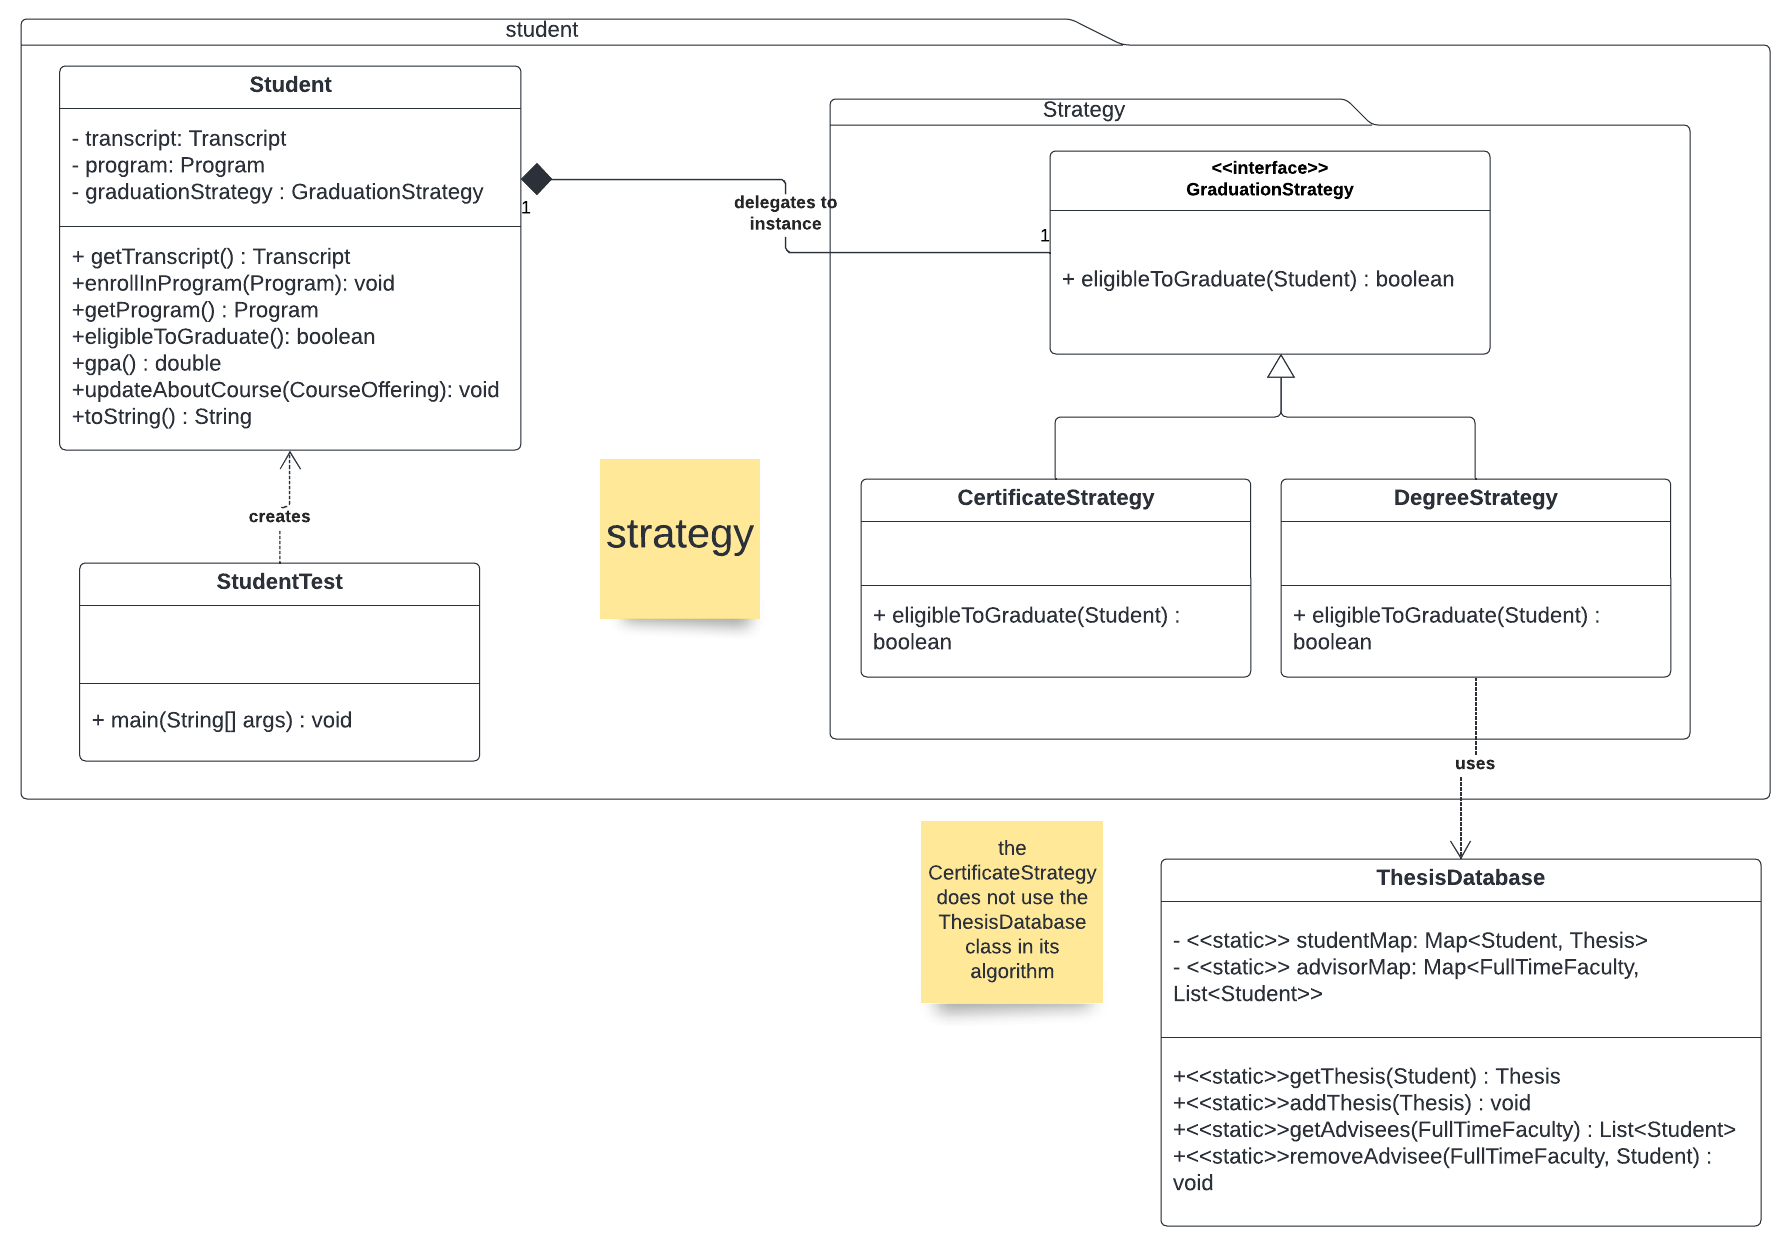 student
Student
- transcript: Transcript
- program: Program
- graduationStrategy : GraduationStrategy
+ getTranscript() : Transcript
+enrollInProgram(Program): void
+getProgram() : Program
+eligibleToGraduate(): boolean
+gpa() : double
+updateAboutCourse(CourseOffering): void
+toString() : String
1
delegates to
instance
1
Strategy
<<interface>>
GraduationStrategy
+ eligibleToGraduate(Student) : boolean
creates
StudentTest
+ main(String[] args) : void
strategy
CertificateStrategy
+ eligibleToGraduate(Student) :
boolean
DegreeStrategy
+ eligibleToGraduate(Student) :
boolean
uses
the
CertificateStrategy
does not use the
ThesisDatabase
class in its
algorithm
ThesisDatabase
- <<static>> studentMap: Map<Student, Thesis>
- <<static>> advisorMap: Map<FullTimeFaculty,
List<Student>>
+<<static>>getThesis(Student) : Thesis
+<<static>>addThesis(Thesis) : void
+<<static>>getAdvisees(FullTimeFaculty) : List<Student>
+<<static>>removeAdvisee(FullTimeFaculty, Student) :
void